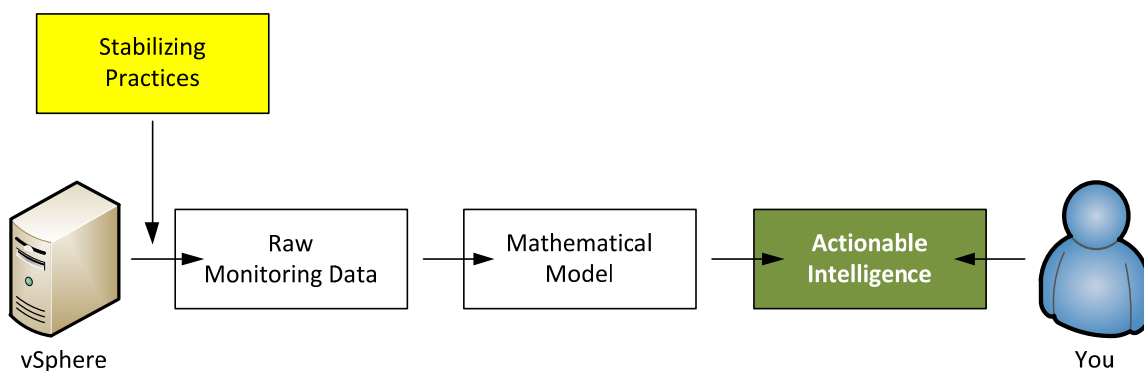 Stabilizing
Practices
Raw
Monitoring Data
Mathematical
Model
Actionable
Intelligence
vSphere
You